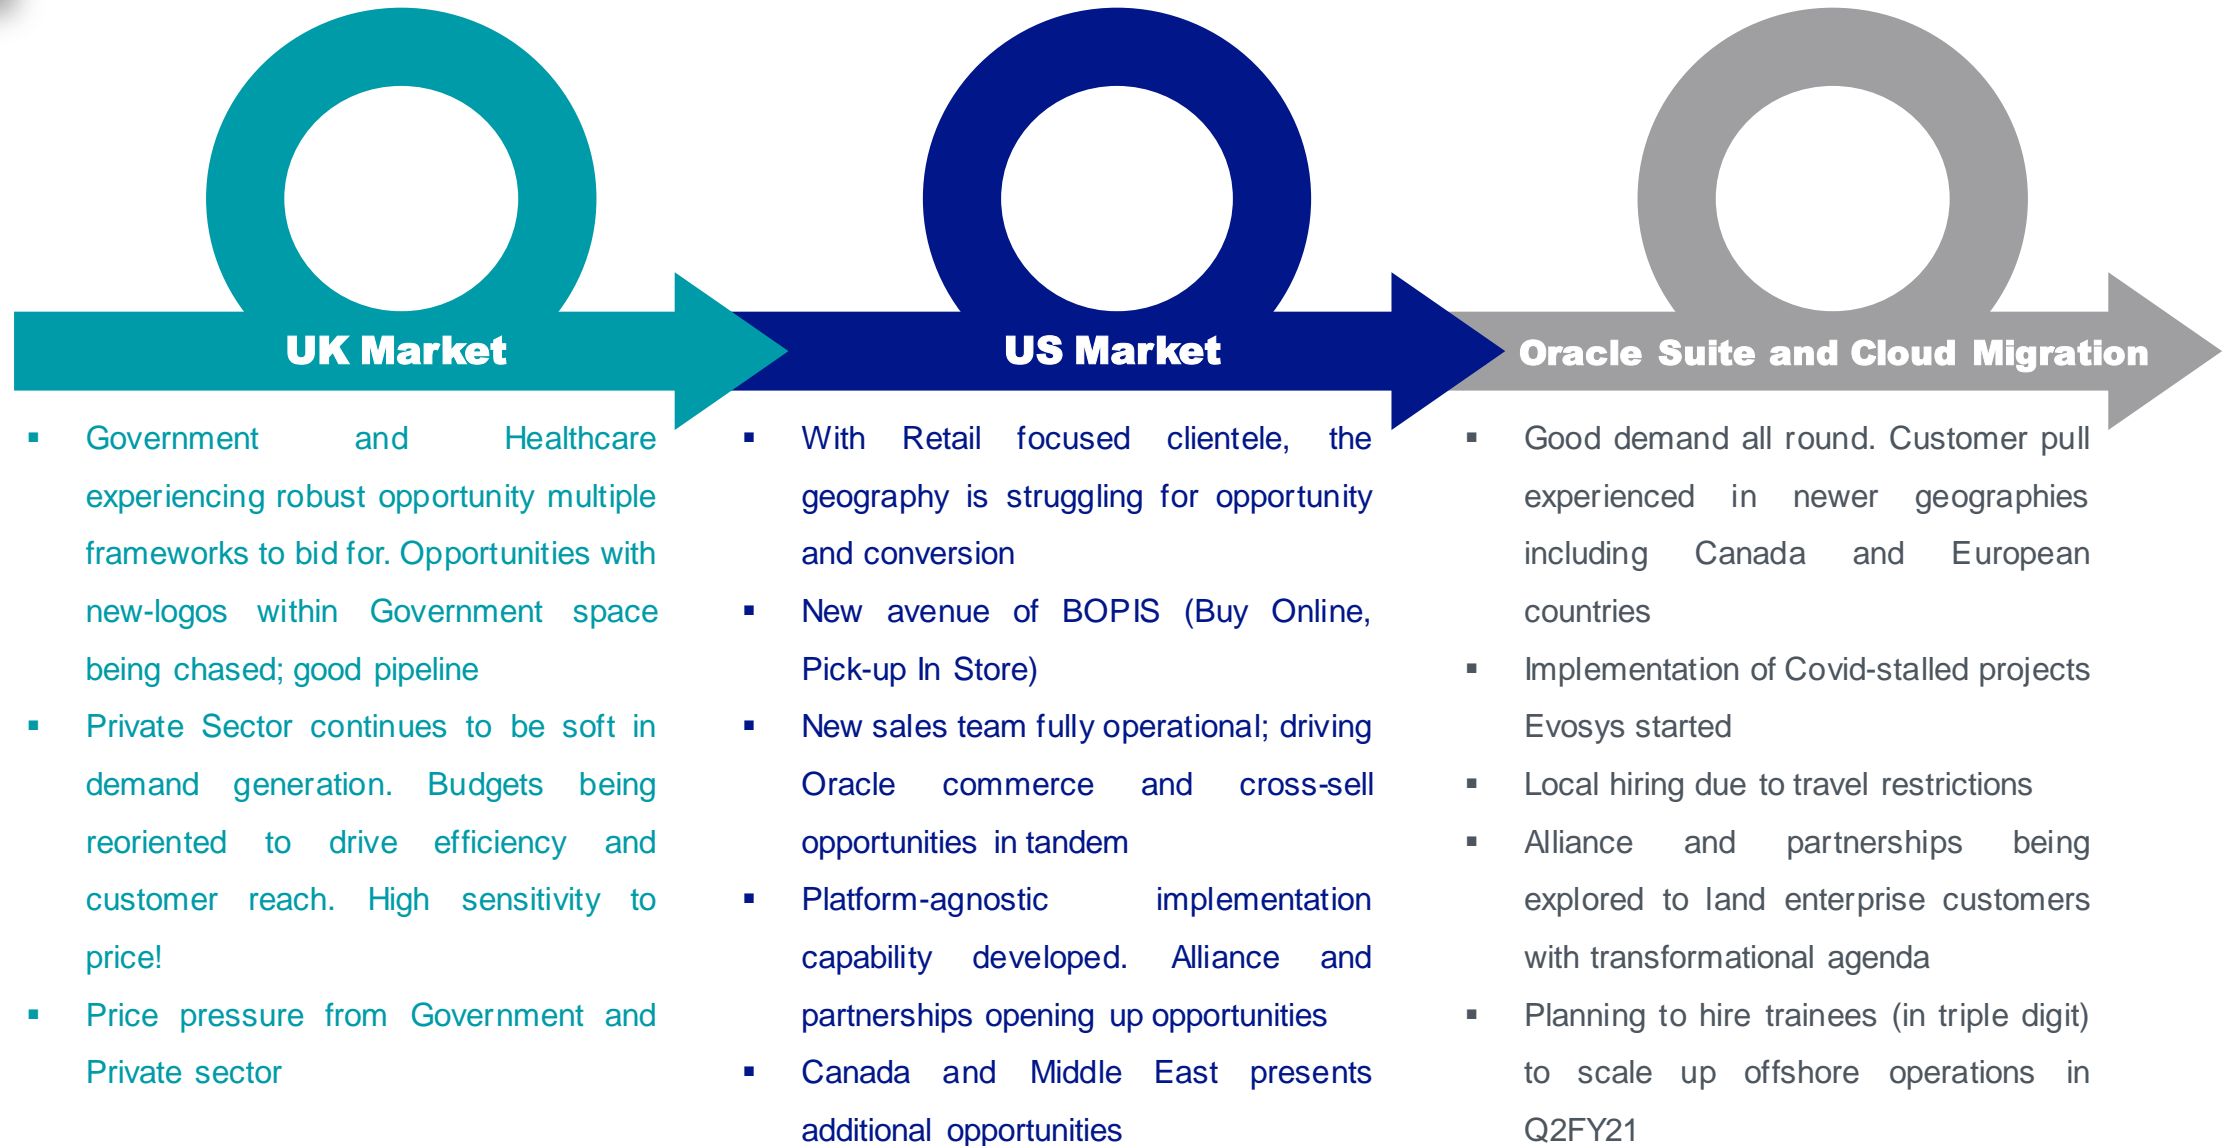 UK Market
▪ Government and Healthcare
experiencing robust opportunity multiple
frameworks to bid for. Opportunities with
new-logos within Government space
being chased; good pipeline
▪ Private Sector continues to be soft in
demand generation. Budgets being
reoriented to drive efficiency and
customer reach. High sensitivity to
price!
▪ Price pressure from Government and
Private sector
US Market
▪ With Retail focused clientele, the
geography is struggling for opportunity
and conversion
▪ New avenue of BOPIS (Buy Online,
Pick-up In Store)
▪ New sales team fully operational; driving
Oracle commerce and cross-sell
opportunities in tandem
▪ Platform-agnostic implementation
capability developed. Alliance and
partnerships opening up opportunities
▪ Canada and Middle East presents
additional opportunities
Oracle Suite and Cloud Migration
▪ Good demand all round. Customer pull
experienced in newer geographies
including Canada and European
countries
▪ Implementation of Covid-stalled projects
Evosys started
▪ Local hiring due to travel restrictions
▪ Alliance and partnerships being
explored to land enterprise customers
with transformational agenda
▪ Planning to hire trainees (in triple digit)
to scale up offshore operations in
Q2FY21